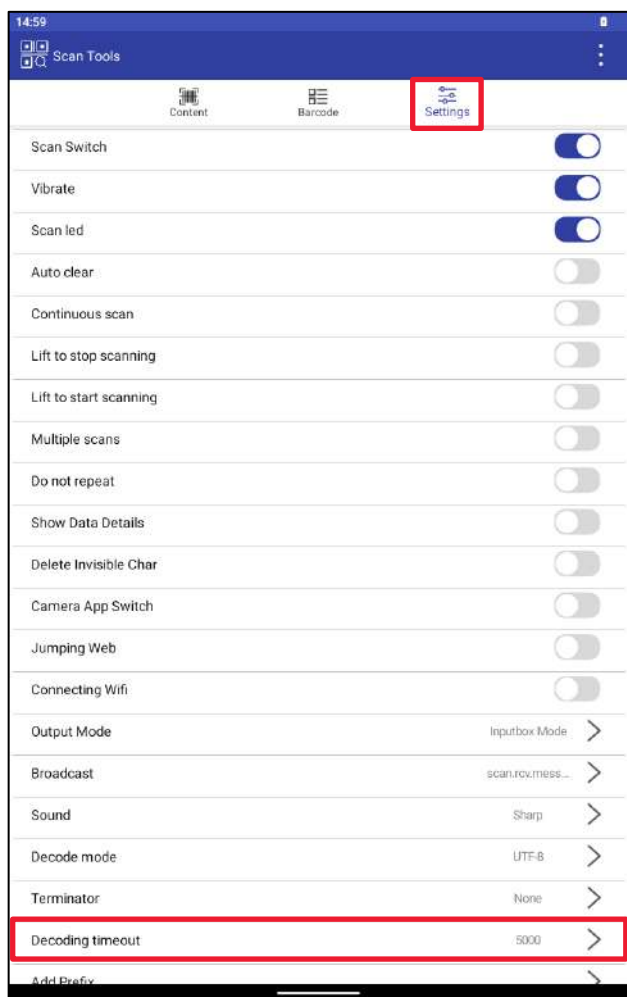 14:59
Scan Tools
Content Barcode Settings
Scan Switch
Vibrate
Scan led
Auto clear
Continuous scan
Lift to stop scanning
Lift to start scanning
Multiple scans
Do not repeat
Show Data Details
Delete Invisible Char
Camera App Switch
Jumping Web
Connecting Wifi
Output Mode Inputbox Mode
Broadcast scan.rcv.mess...
Sound Sharp
Decode mode UTF-8
Terminator None
Decoding timeout 5000
Add Prefix